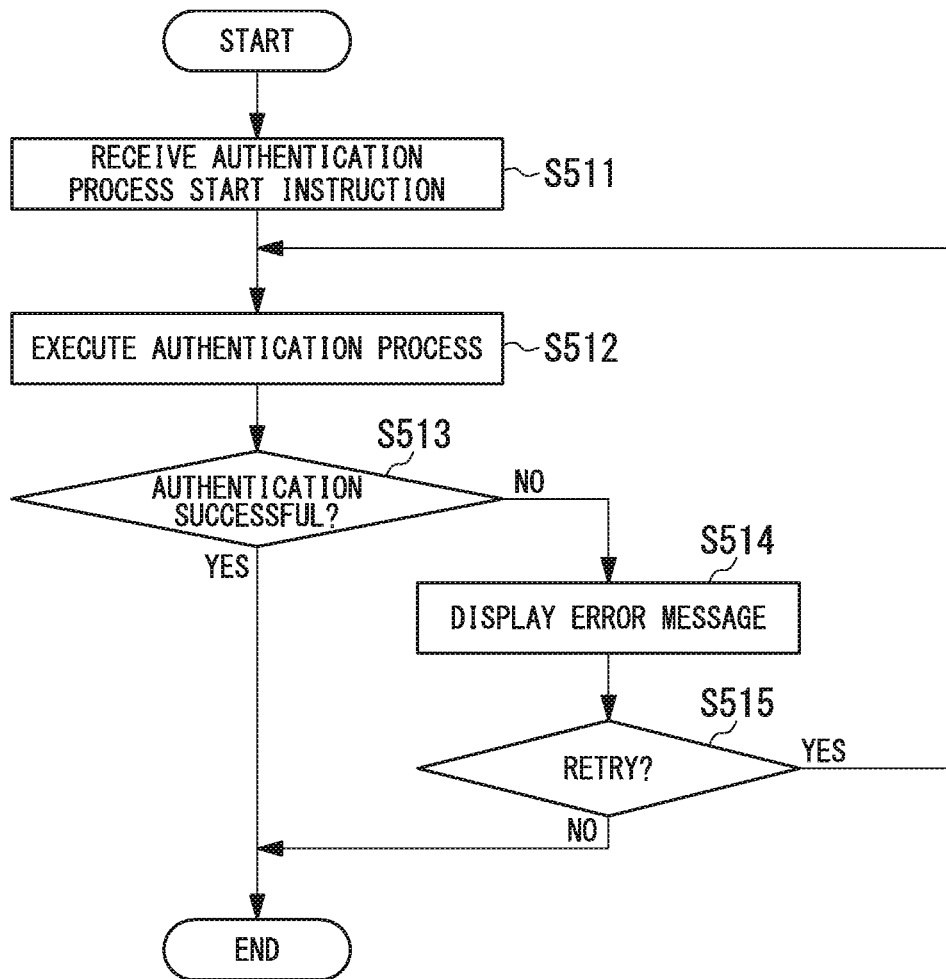 START
RECEIVE AUTHENTICATION
PROCESS START INSTRUCTION
S511
EXECUTE AUTHENTICATION PROCESS
S512
S513
AUTHENTICATION
SUCCESSFUL?
NO
YES
S514
DISPLAY ERROR MESSAGE
S515
RETRY?
YES
NO
END